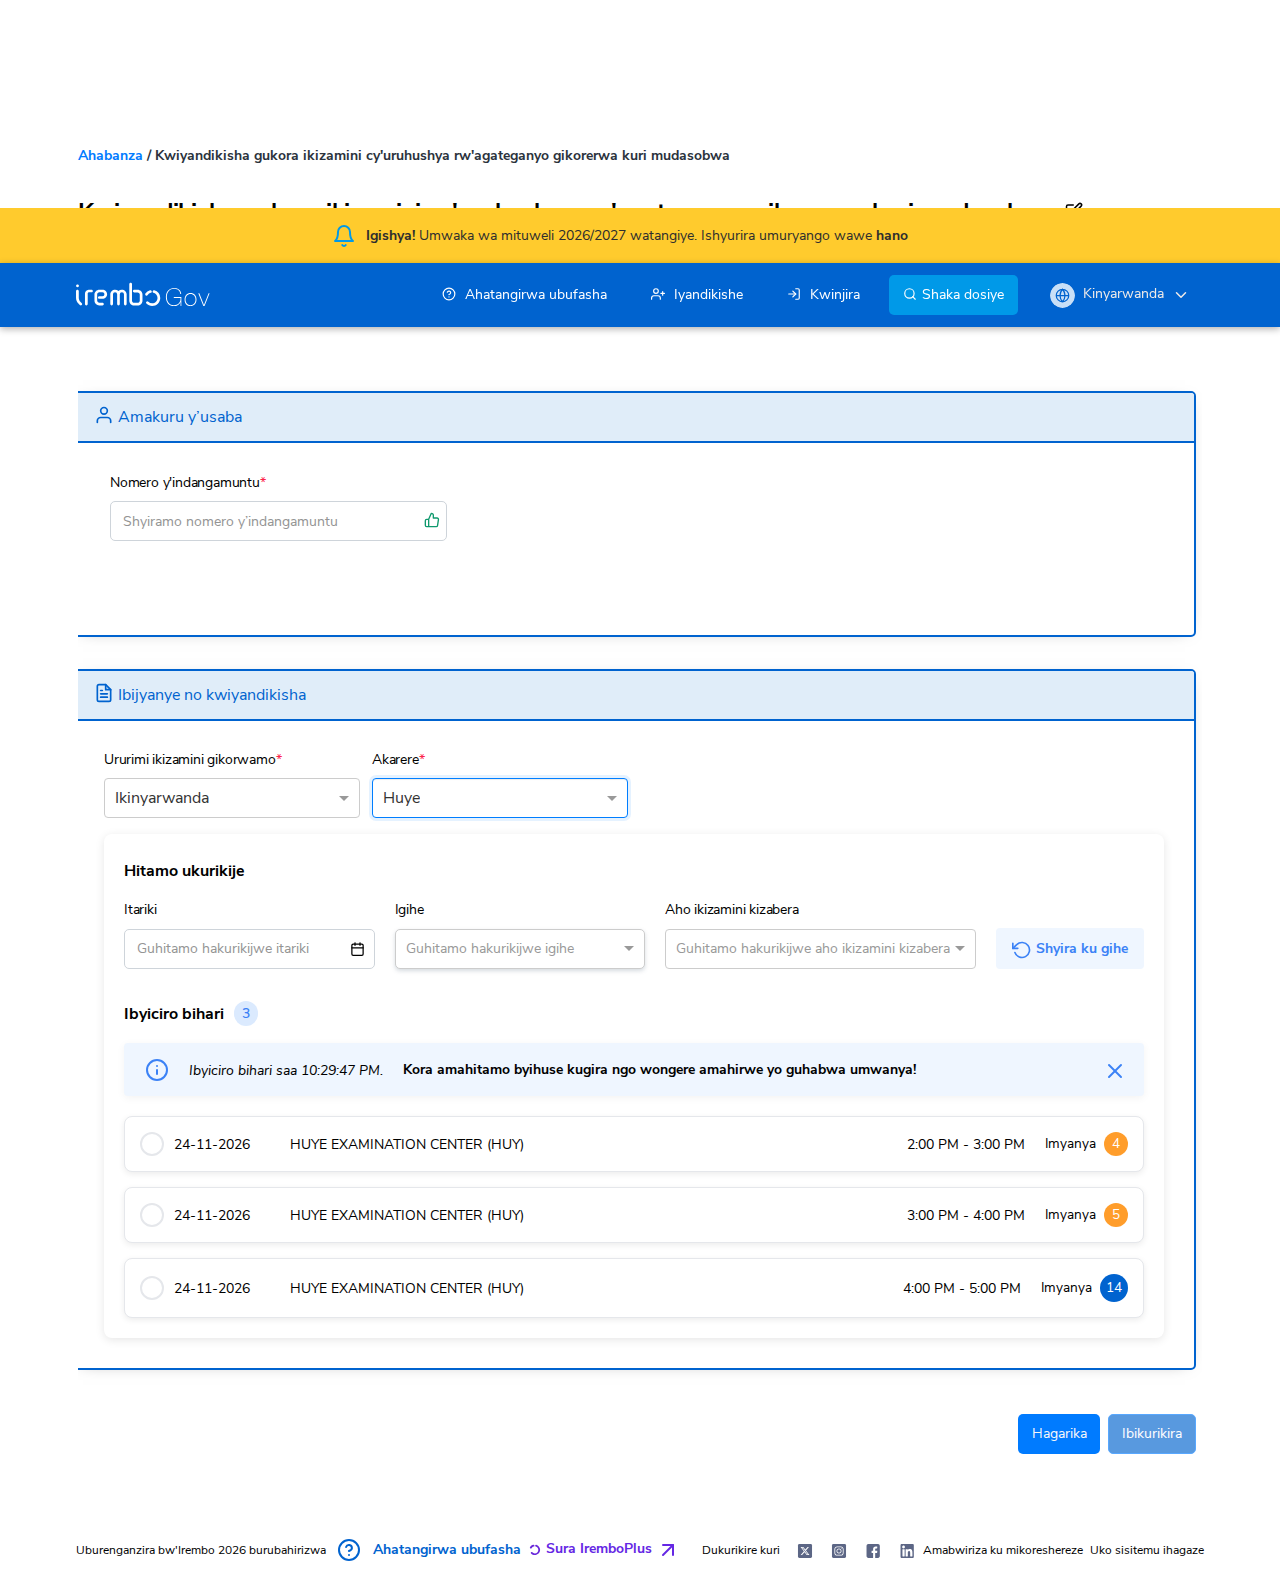 Ahabanza / Kwiyandikisha gukora ikizamini cy'uruhushya rw'agateganyo gikorerwa kuri mudasobwa
Igishya! Umwaka wa mituweli 2026/2027 watangiye. Ishyurira umuryango wawe hano
irembo Gov
Ahatangirwa ubufasha
Iyandikishe
Kwinjira
Shaka dosiye
Kinyarwanda
Amakuru y’usaba
Nomero y'indangamuntu*
Shyiramo nomero y’indangamuntu
Ibijyanye no kwiyandikisha
Ururimi ikizamini gikorwamo* Akarere*
Ikinyarwanda Huye
Hitamo ukurikije
Itariki Igihe Aho ikizamini kizabera
Guhitamo hakurikijwe itariki Guhitamo hakurikijwe igihe Guhitamo hakurikijwe aho ikizamini kizabera Shyira ku gihe
Ibyiciro bihari 3
Ibyiciro bihari saa 10:29:47 PM. Kora amahitamo byihuse kugira ngo wongere amahirwe yo guhabwa umwanya!
24-11-2026 HUYE EXAMINATION CENTER (HUY) 2:00 PM - 3:00 PM Imyanya 4
24-11-2026 HUYE EXAMINATION CENTER (HUY) 3:00 PM - 4:00 PM Imyanya 5
24-11-2026 HUYE EXAMINATION CENTER (HUY) 4:00 PM - 5:00 PM Imyanya 14
Hagarika Ibikurikira
Uburenganzira bw'Irembo 2026 burubahirizwa Ahatangirwa ubufasha Sura IremboPlus Dukurikire kuri Amabwiriza ku mikoreshereze Uko sisitemu ihagaze